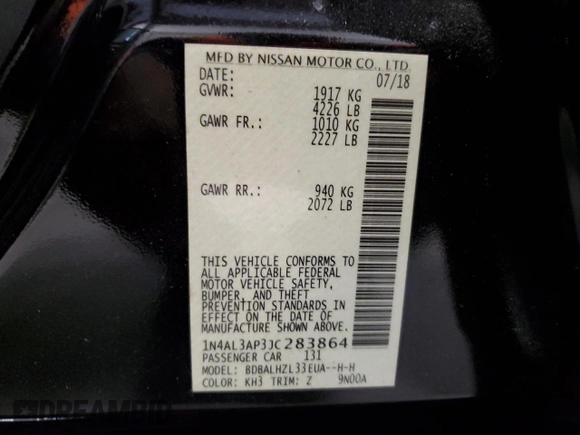 MFD BY NISSAN MOTOR CO., LTD.
DATE: 07/18
GVWR: 1917 KG
4226 LB
GAWR FR.: 1010 KG
2227 LB
GAWR RR.: 940 KG
2072 LB
THIS VEHICLE CONFORMS TO
ALL APPLICABLE FEDERAL
MOTOR VEHICLE SAFETY,
BUMPER, AND THEFT
PREVENTION STANDARDS IN
EFFECT ON THE DATE OF
MANUFACTURE SHOWN ABOVE.
1N4AL3AP3JC283864
PASSENGER CAR 131
MODEL: BDBALHZL33EUA--H-H
COLOR: KH3 TRIM: Z 9N00A
DREAMBID